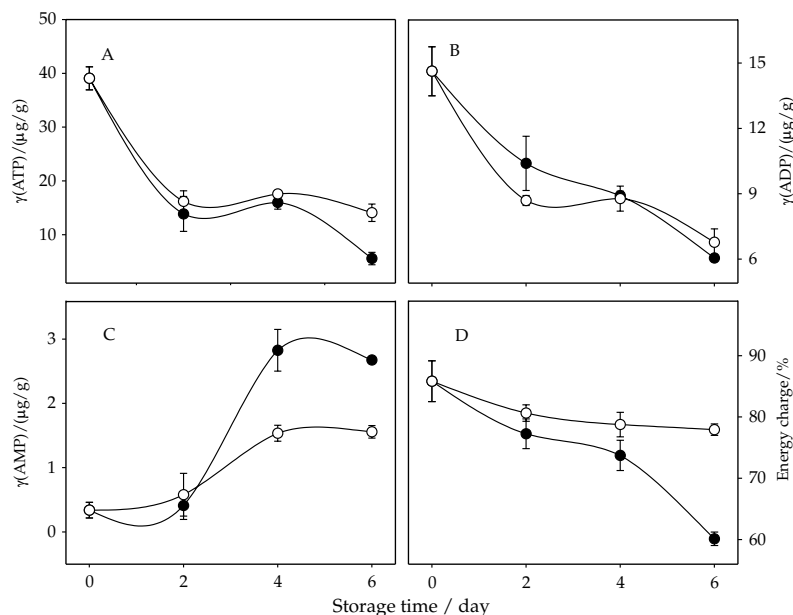 A
γ(ATP)/(μg/g)
50
40
30
20
10
B
γ(ADP)/(μg/g)
15
12
9
6
C
γ(AMP)/(μg/g)
3
2
1
0
0 2 4 6
D
Energy charge/%
90
80
70
60
0 2 4 6
Storage time / day